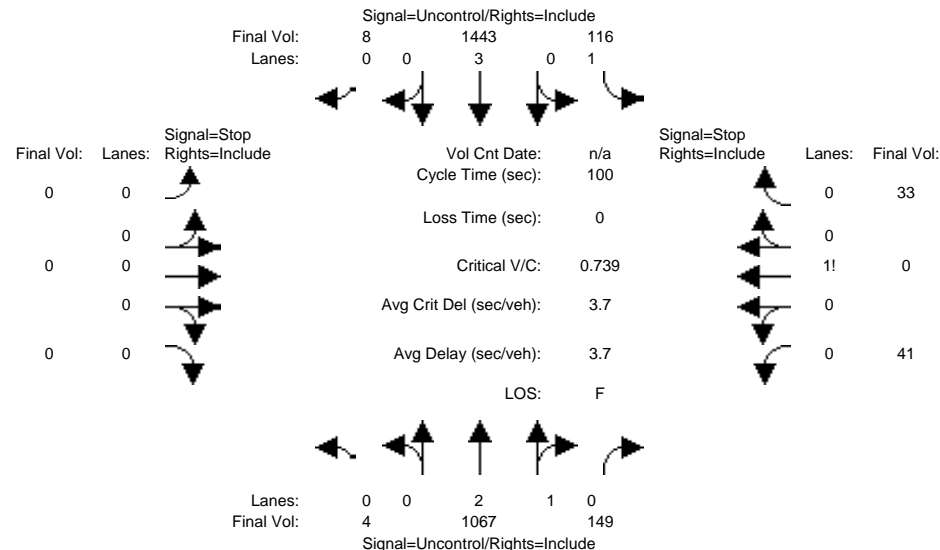 Signal=Uncontrol/Rights=Include
Final Vol: 8 1443 116
Lanes: 0 0 3 0 1
Signal=Stop Signal=Stop
Final Vol: Lanes: Rights=Include Vol Cnt Date: n/a Rights=Include Lanes: Final Vol:
Cycle Time (sec): 100
0 0 0 33
Loss Time (sec): 0
0 0
0 0 Critical V/C: 0.739 1! 0
0 Avg Crit Del (sec/veh): 3.7 0
0 0 Avg Delay (sec/veh): 3.7 0 41
LOS: F
Lanes: 0 0 2 1 0
Final Vol: 4 1067 149
Signal=Uncontrol/Rights=Include